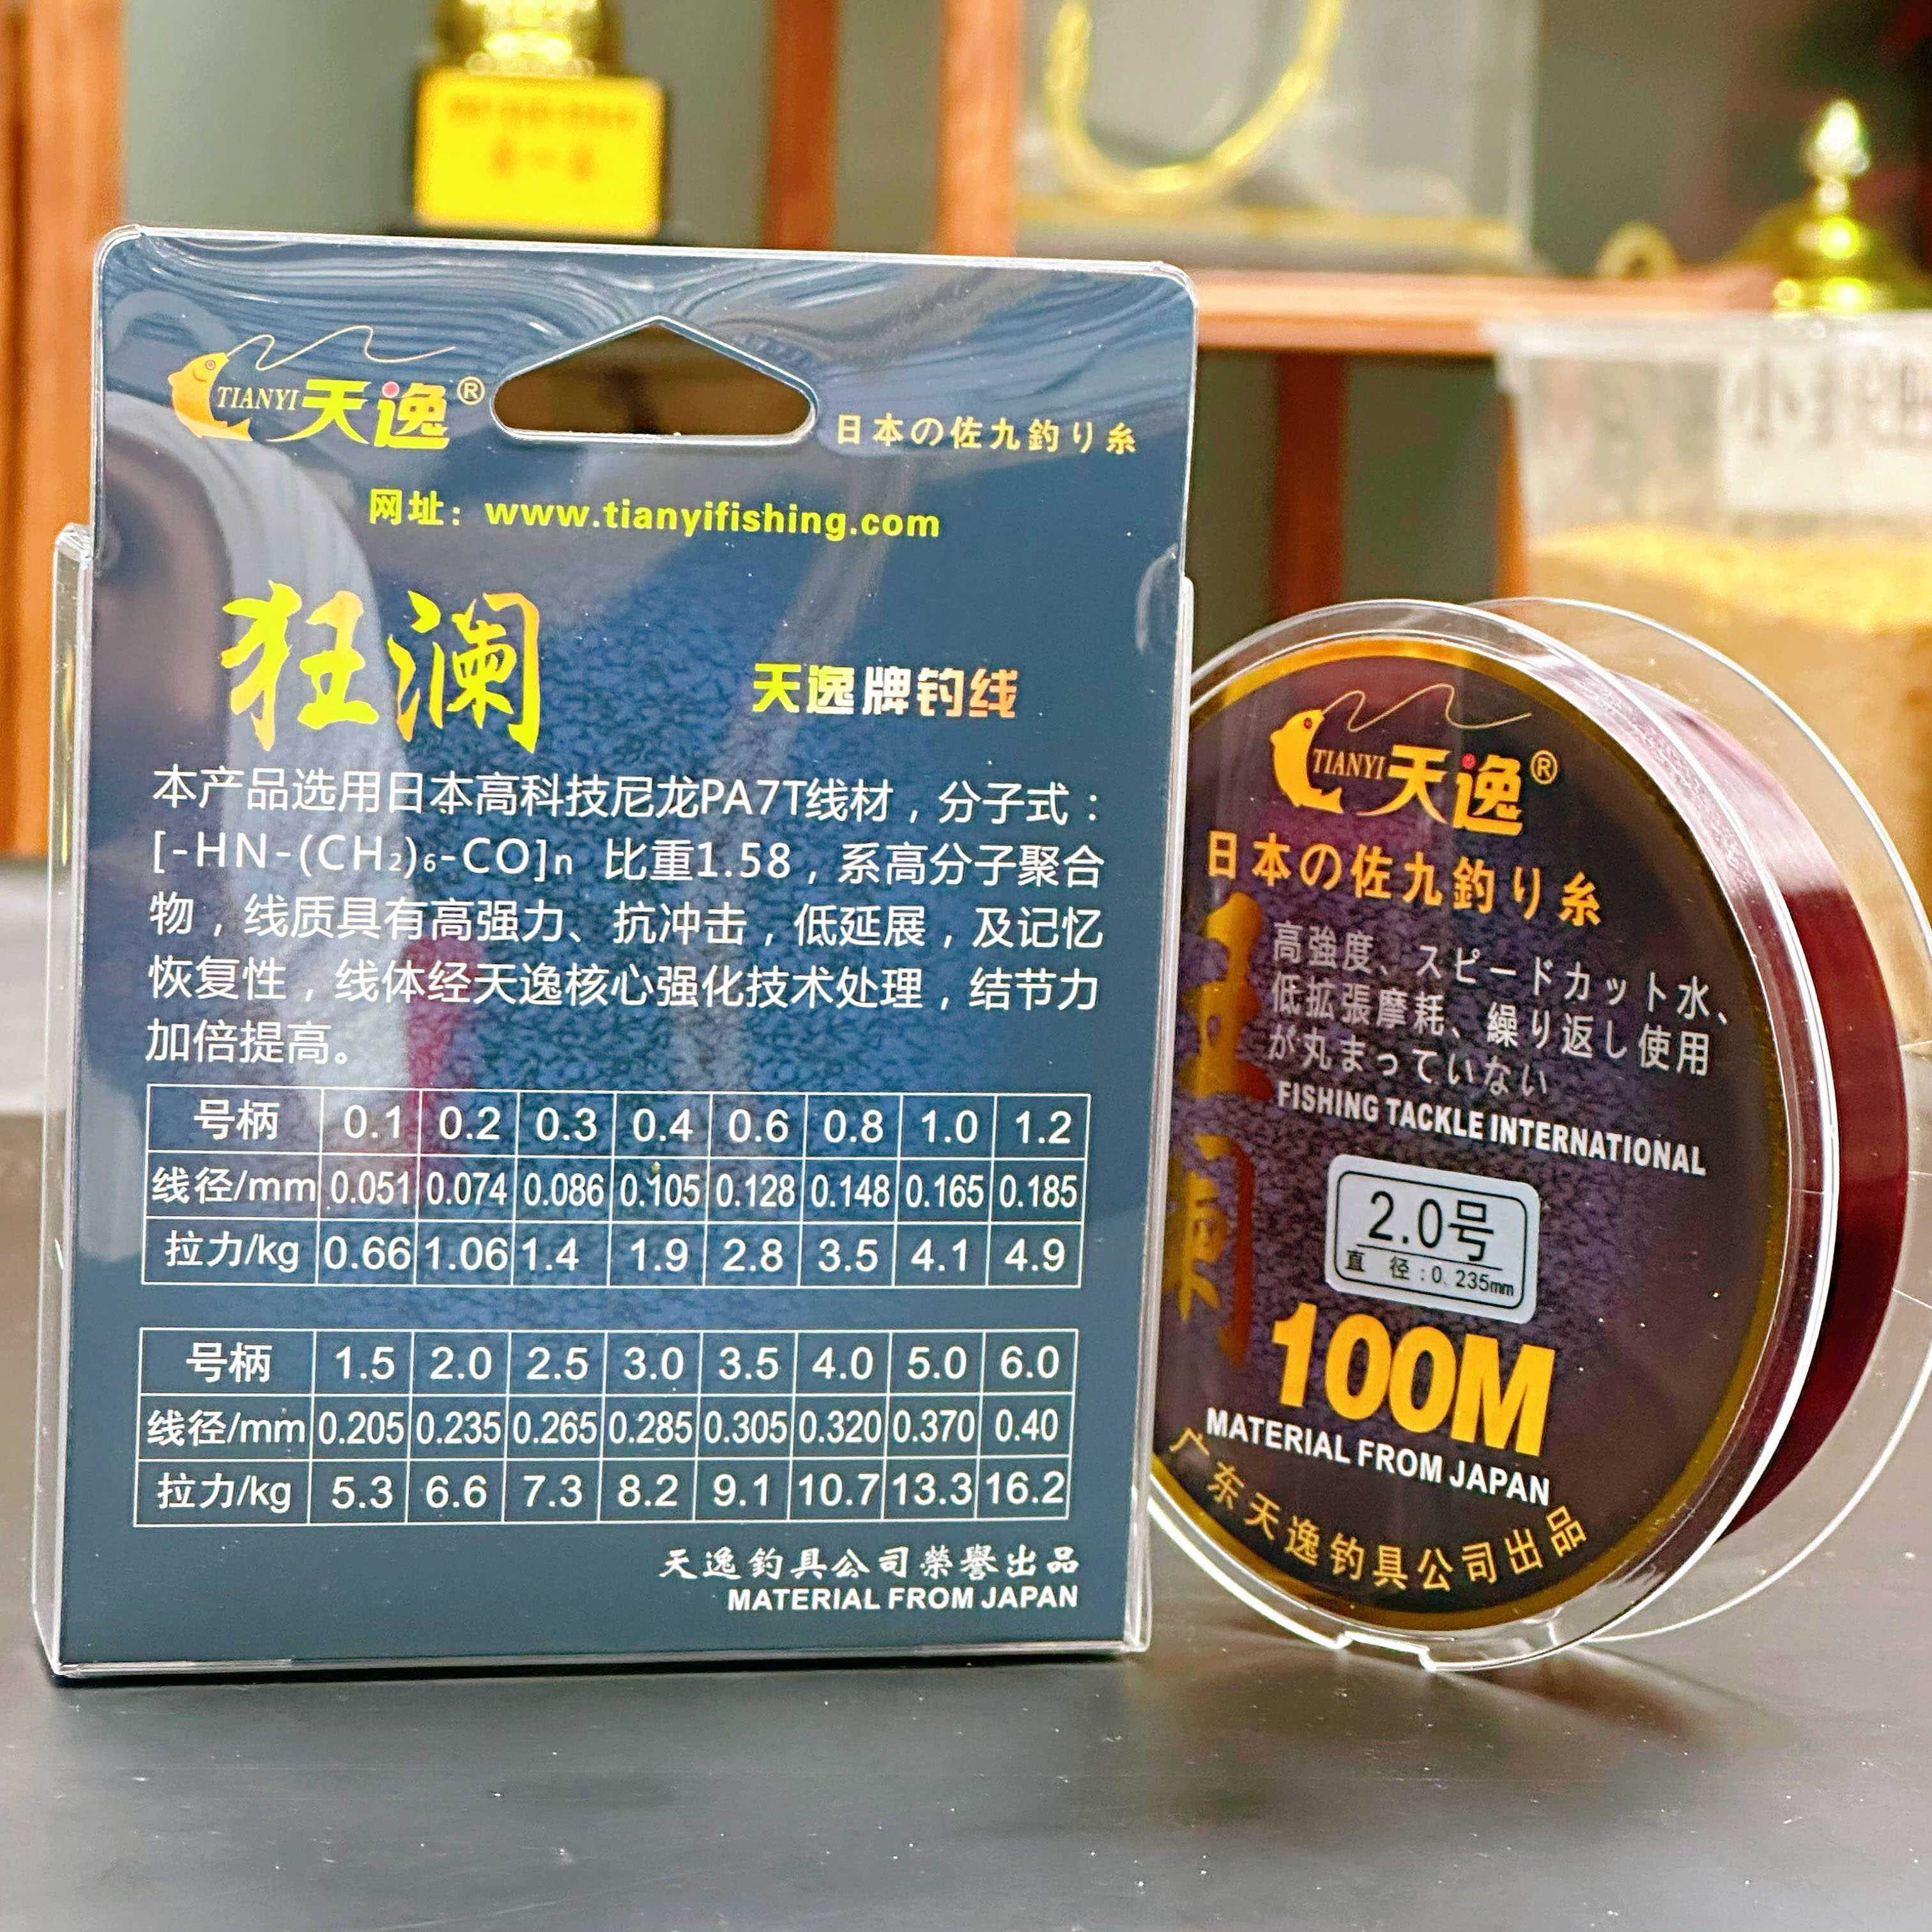 TIANYI天逸®
日本の佐九釣り糸
网址：www.tianyifishing.com
狂澜
天逸牌钓线
本产品选用日本高科技尼龙PA7T线材，分子式：
[-HN-(CH₂)₆-CO]n 比重1.58，系高分子聚合
物，线质具有高强力、抗冲击，低延展，及记忆
恢复性，线体经天逸核心强化技术处理，结节力
加倍提高。
号柄 0.1 0.2 0.3 0.4 0.6 0.8 1.0 1.2
线径/mm 0.051 0.074 0.086 0.105 0.128 0.148 0.165 0.185
拉力/kg 0.66 1.06 1.4 1.9 2.8 3.5 4.1 4.9
号柄 1.5 2.0 2.5 3.0 3.5 4.0 5.0 6.0
线径/mm 0.205 0.235 0.265 0.285 0.305 0.320 0.370 0.40
拉力/kg 5.3 6.6 7.3 8.2 9.1 10.7 13.3 16.2
天逸釣具公司榮譽出品
MATERIAL FROM JAPAN
TIANYI天逸®
日本の佐九釣り糸
高強度、スピードカット水、
低拡張摩耗、繰り返し使用
が丸まっていない
FISHING TACKLE INTERNATIONAL
2.0号
直 径:0.235mm
100M
MATERIAL FROM JAPAN
广东天逸钓具公司出品